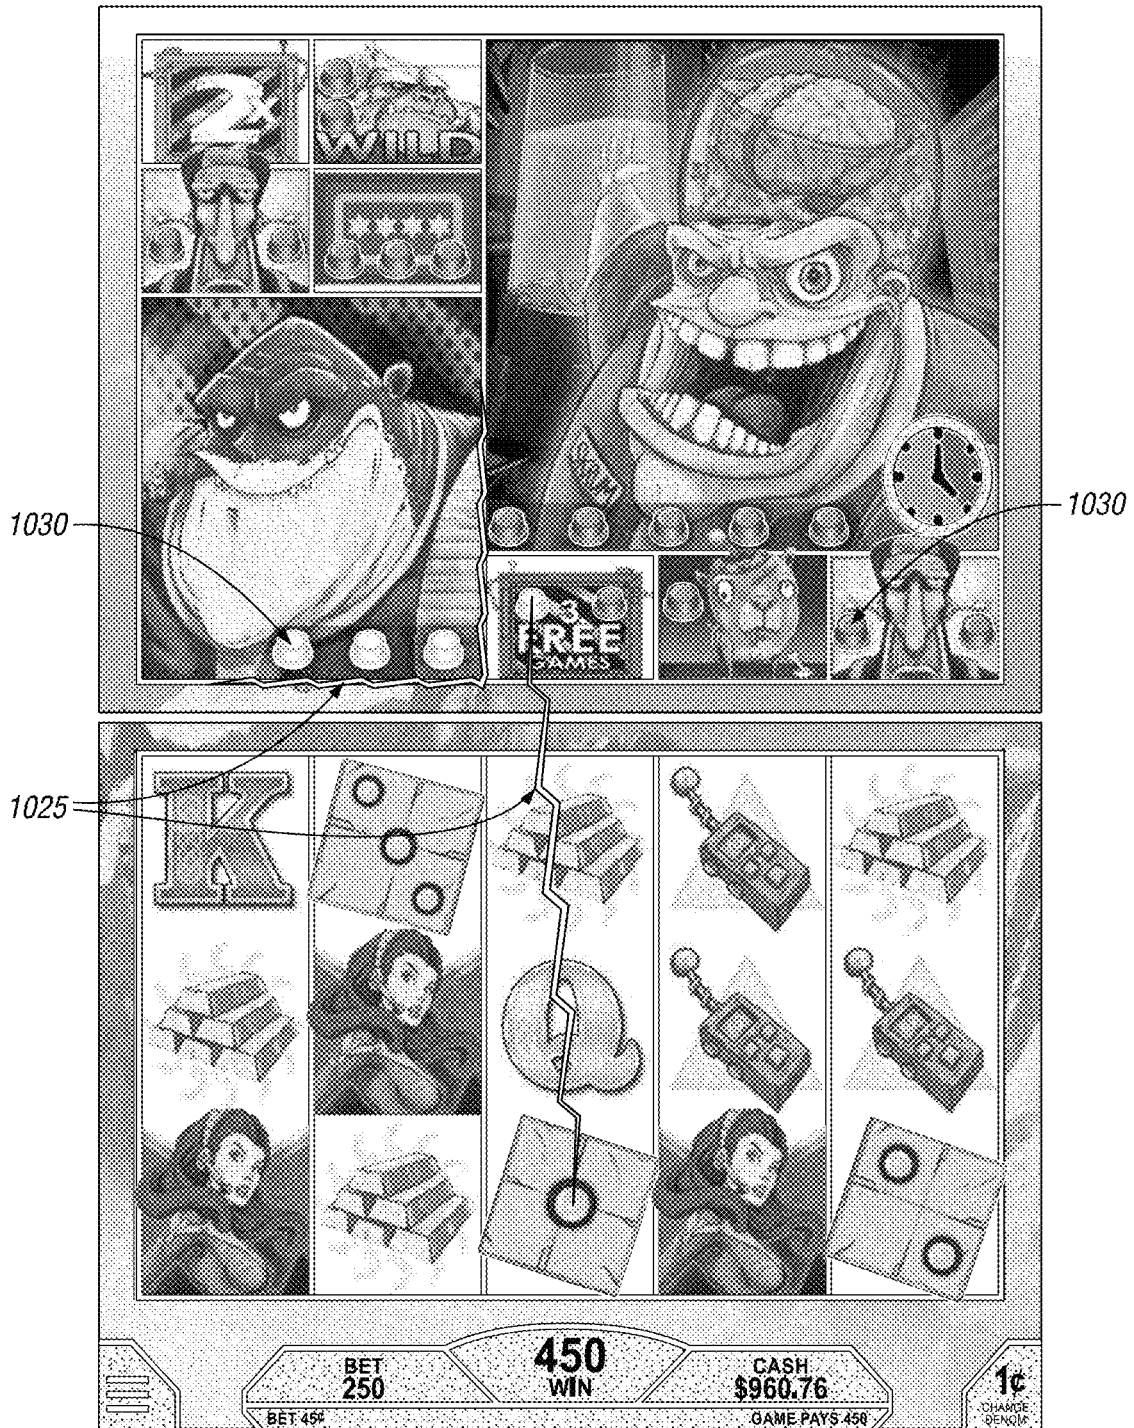 2x
WILD
****
1030
1030
3
FREE
GAMES
1025
K
Q
BET
250
450
WIN
CASH
$960.76
1¢
CHANGE
DENOM
BET 45¢
GAME PAYS 450